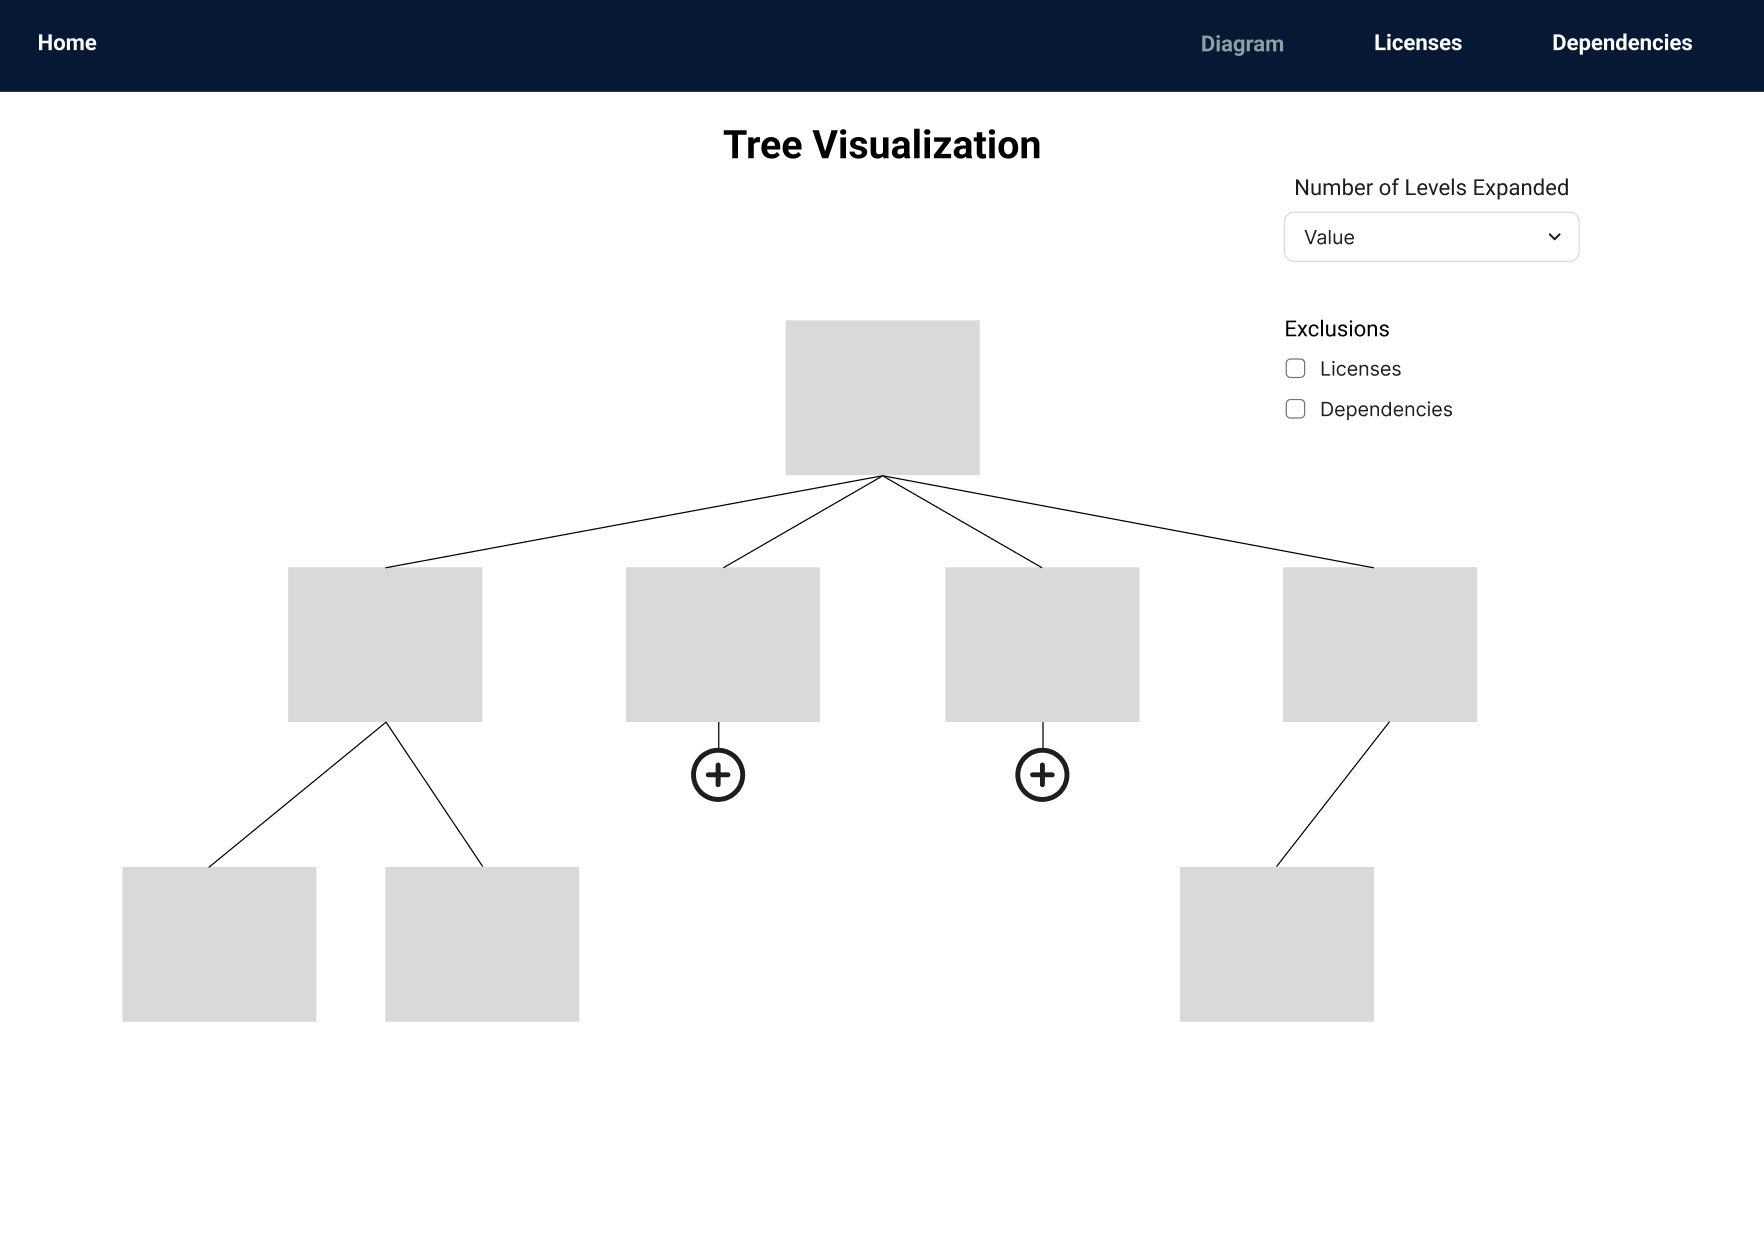 Home
Diagram
Licenses
Dependencies
Tree Visualization
Number of Levels Expanded
Value
Exclusions
Licenses
Dependencies